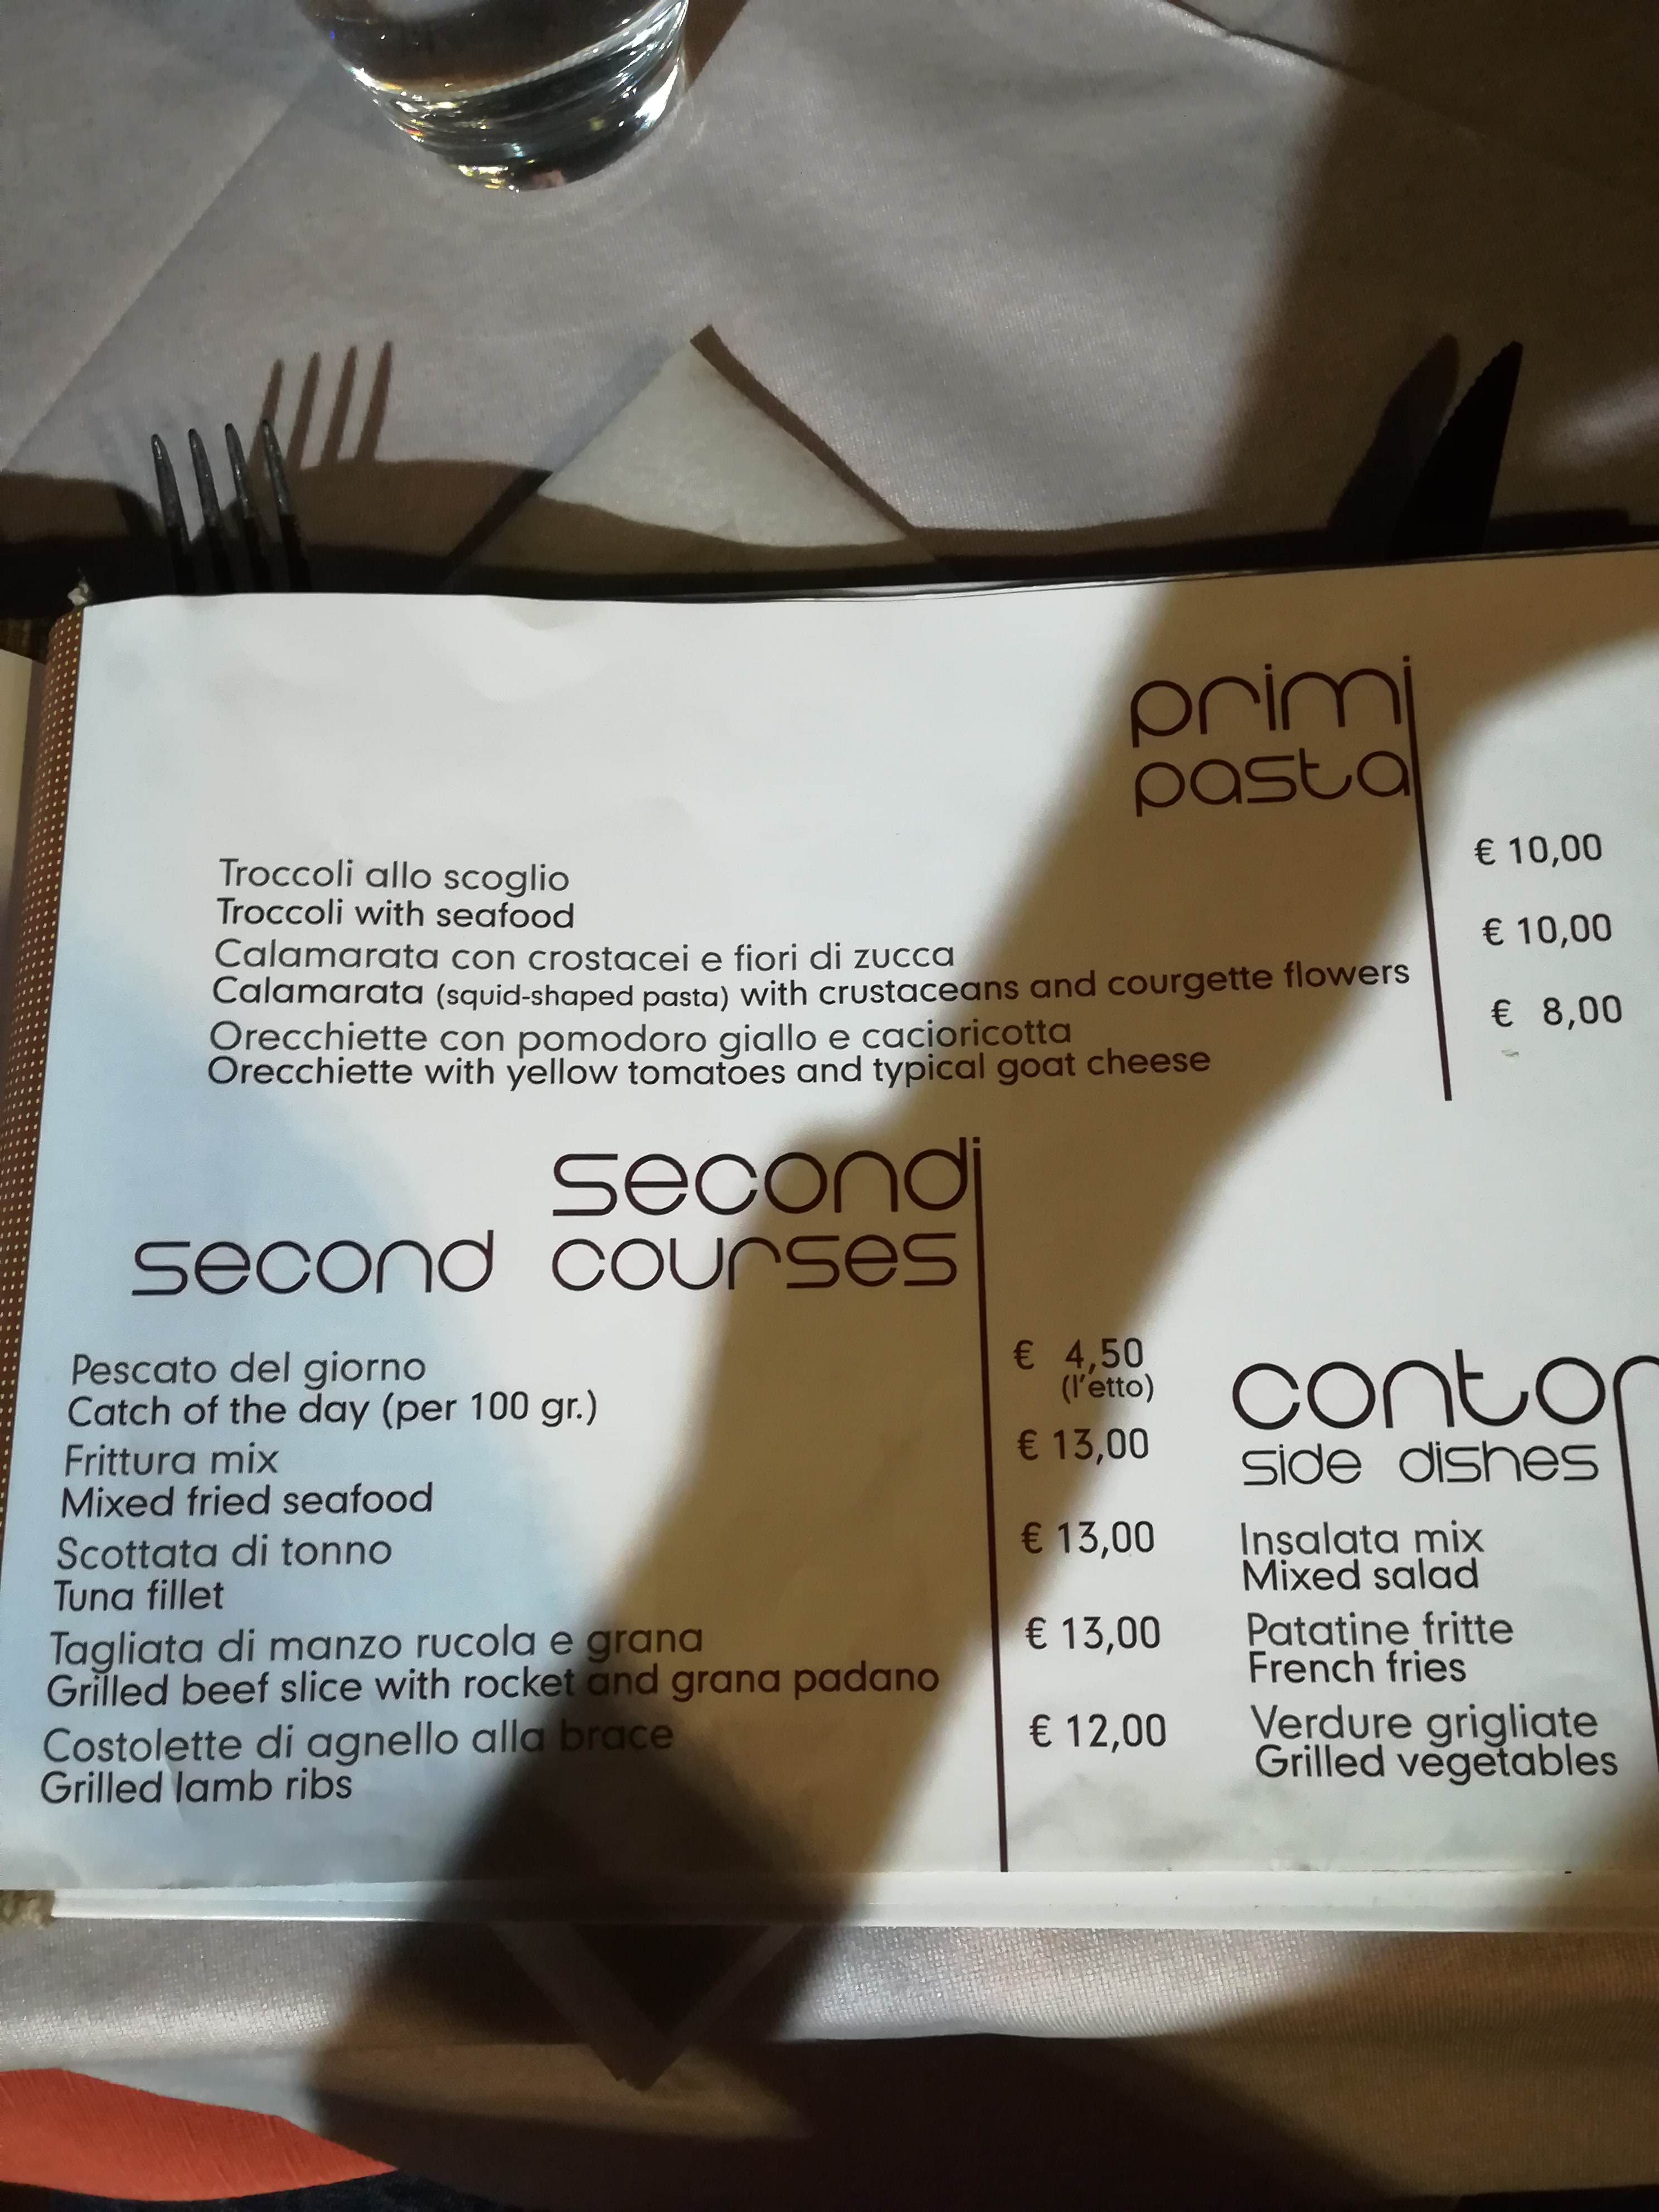 primi
pasta
Troccoli allo scoglio
Troccoli with seafood
€ 10,00
Calamarata con crostacei e fiori di zucca
Calamarata (squid-shaped pasta) with crustaceans and courgette flowers
€ 10,00
Orecchiette con pomodoro giallo e cacioricotta
Orecchiette with yellow tomatoes and typical goat cheese
€ 8,00
secondi
second courses
Pescato del giorno
Catch of the day (per 100 gr.)
€ 4,50
(l'etto)
Frittura mix
Mixed fried seafood
€ 13,00
Scottata di tonno
Tuna fillet
€ 13,00
Tagliata di manzo rucola e grana
Grilled beef slice with rocket and grana padano
€ 13,00
Costolette di agnello alla brace
Grilled lamb ribs
€ 12,00
side dishes
Insalata mix
Mixed salad
Patatine fritte
French fries
Verdure grigliate
Grilled vegetables